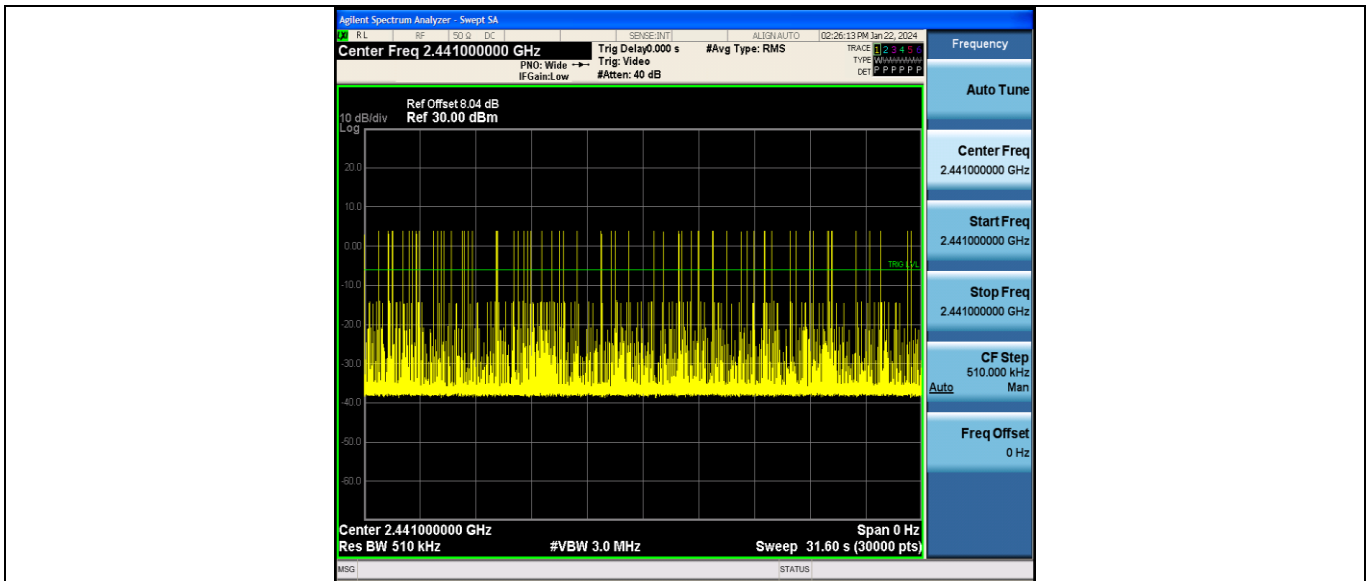 Agilent Spectrum Analyzer - Swept SA
RL RF 50 Ω DC SENSE:INT ALIGNAUTO 02:26:13 PM Jan 22, 2024
Center Freq 2.441000000 GHz
PNO: Wide
IFGain:Low
Trig Delay0.000 s
Trig: Video
#Atten: 40 dB
#Avg Type: RMS
TRACE 1 2 3 4 5 6
TYPE
DET P P P P P P
Frequency
Auto Tune
Center Freq
2.441000000 GHz
Start Freq
2.441000000 GHz
Stop Freq
2.441000000 GHz
CF Step
510.000 kHz
Auto Man
Freq Offset
0 Hz
Ref Offset 8.04 dB
10 dB/div Ref 30.00 dBm
Log
20.0
10.0
0.00
TRIG LVL
-10.0
-20.0
-30.0
-40.0
-50.0
-60.0
Center 2.441000000 GHz Span 0 Hz
Res BW 510 kHz #VBW 3.0 MHz Sweep 31.60 s (30000 pts)
MSG STATUS